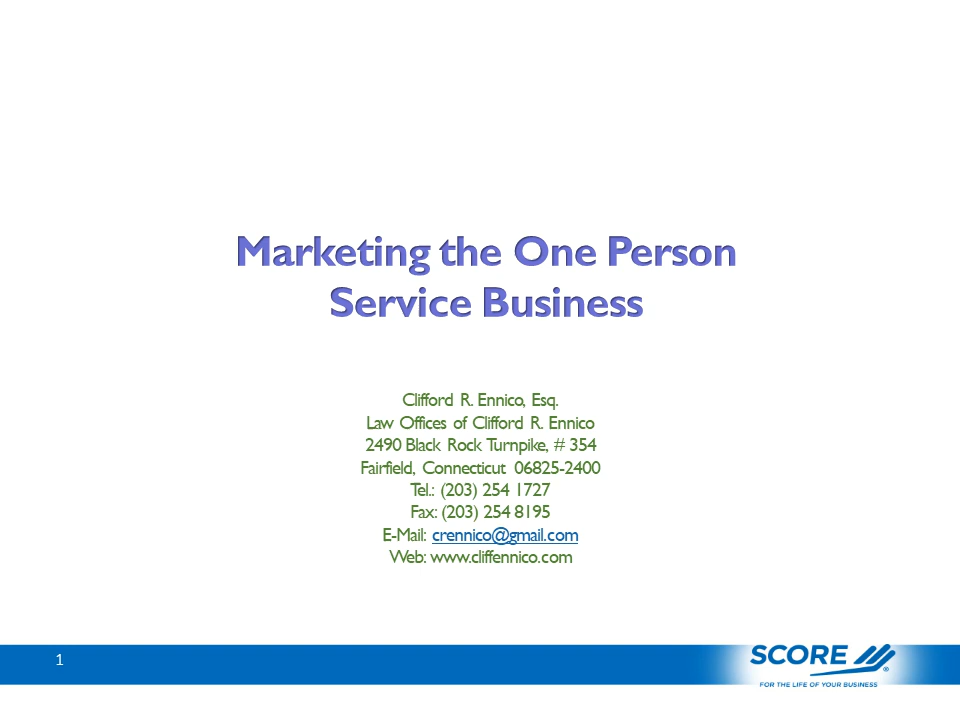 Marketing the One Person
Service Business
Clifford R. Ennico, Esq.
Law Offices of Clifford R. Ennico
2490 Black Rock Turnpike, # 354
Fairfield, Connecticut 06825-2400
Tel.: (203) 254 1727
Fax: (203) 254 8195
E-Mail: crennico@gmail.com
Web: www.cliffennico.com
1
SCORE ®
FOR THE LIFE OF YOUR BUSINESS